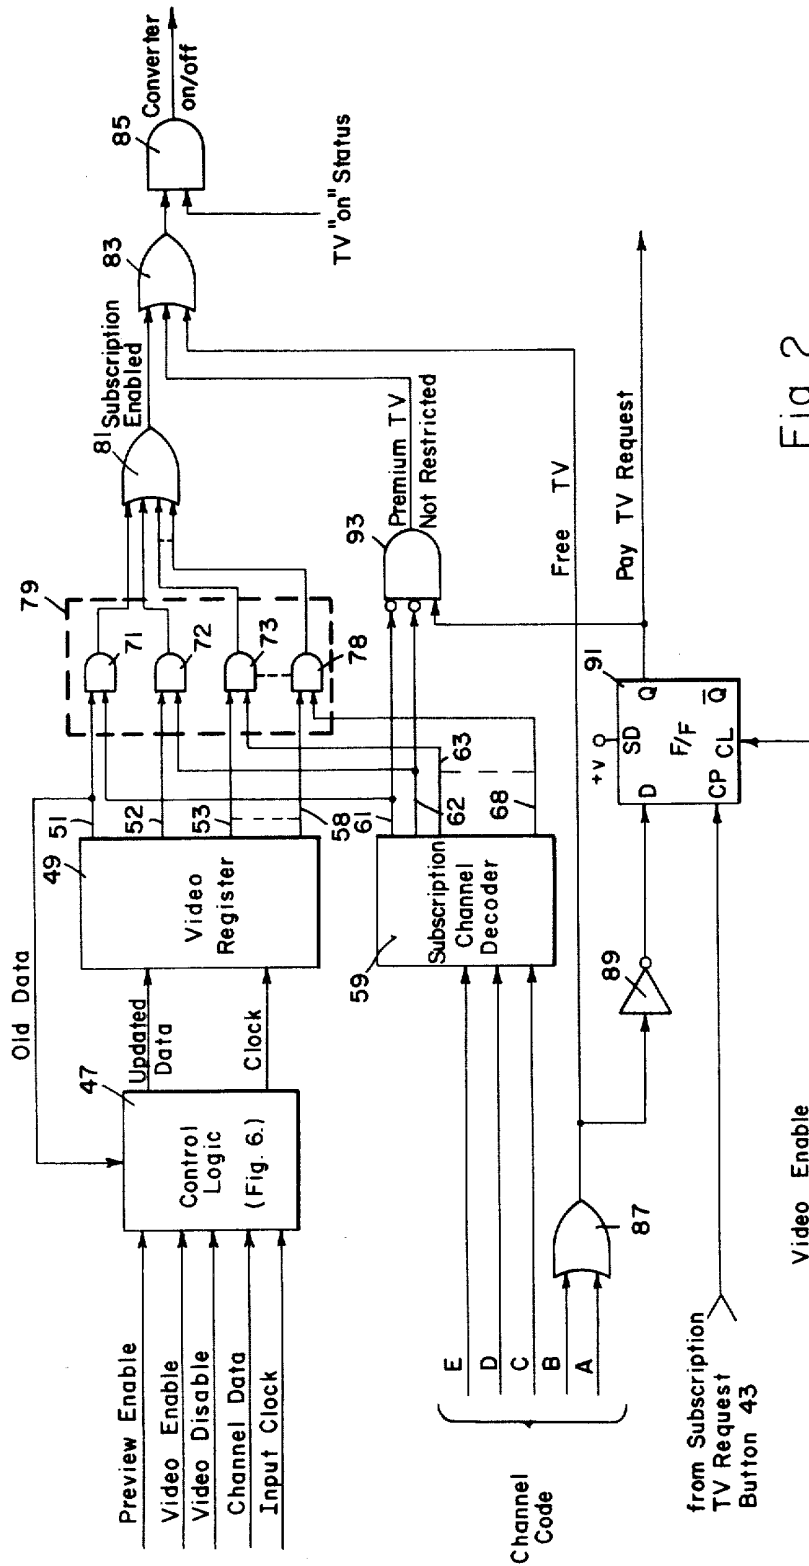 Preview Enable
Video Enable
Video Disable
Channel Data
Input Clock
Old Data
47
Control
Logic
(Fig. 6.)
Updated
Data
Clock
49
Video
Register
51
52
53
58
61
62
63
68
79
71
72
73
78
81
Subscription
Enabled
83
85
Converter
on/off
TV "on" Status
Channel
Code
E
D
C
B
A
59
Subscription
Channel
Decoder
93
Premium TV
Not Restricted
87
Free TV
89
from Subscription
TV Request
Button 43
+V
SD
91
D
F/F
Q
CP
CL
Q̅
Pay TV Request
Video Enable
Fig 2